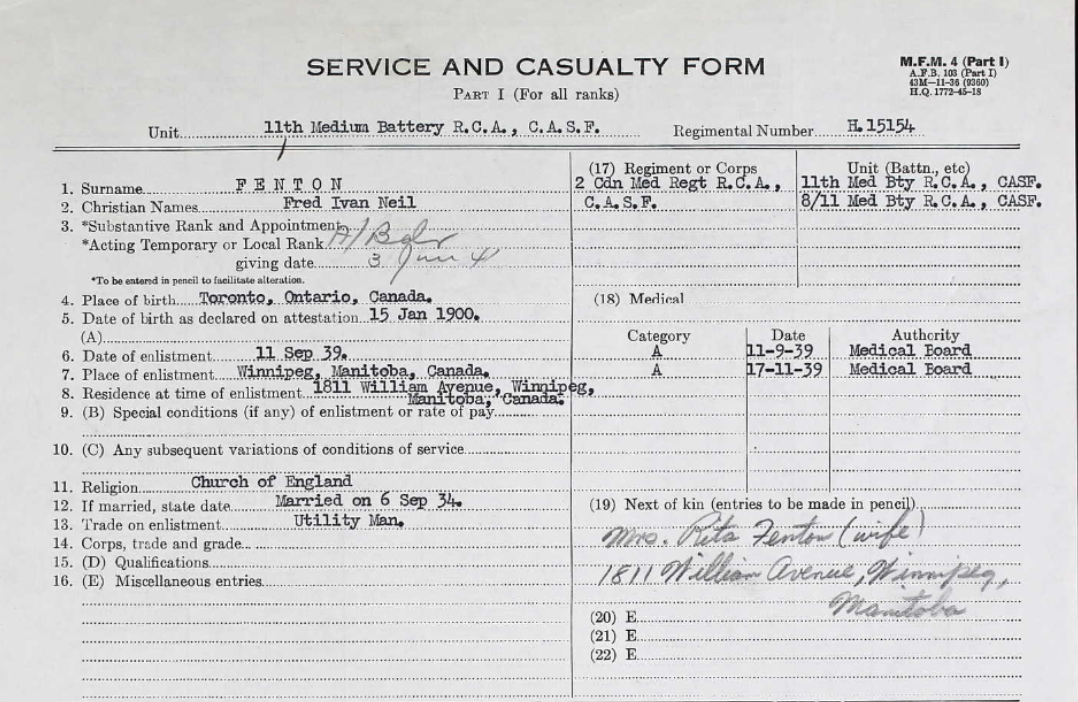 SERVICE AND CASUALTY FORM
PART I (For all ranks)
M.F.M. 4 (Part I)
A.F.B. 103 (Part I)
43M—11-36 (9360)
H.Q. 1772-45-18
Unit 11th Medium Battery R.C.A., C.A.S.F.
Regimental Number H.15154
1. Surname FENTON
2. Christian Names Fred Ivan Neil
3. *Substantive Rank and Appointment
*Acting Temporary or Local Rank A/Bdr
giving date 3 Jun 4
*To be entered in pencil to facilitate alteration.
4. Place of birth Toronto, Ontario, Canada.
5. Date of birth as declared on attestation 15 Jan 1900.
(A)
6. Date of enlistment 11 Sep 39.
7. Place of enlistment Winnipeg, Manitoba, Canada.
8. Residence at time of enlistment 1811 William Avenue, Winnipeg,
Manitoba, Canada.
9. (B) Special conditions (if any) of enlistment or rate of pay
10. (C) Any subsequent variations of conditions of service
11. Religion Church of England
12. If married, state date Married on 6 Sep 34.
13. Trade on enlistment Utility Man.
14. Corps, trade and grade
15. (D) Qualifications
16. (E) Miscellaneous entries
(17) Regiment or Corps Unit (Battn., etc)
2 Cdn Med Regt R.C.A., 11th Med Bty R.C.A., CASF.
C.A.S.F. 8/11 Med Bty R.C.A., CASF.
(18) Medical
Category Date Authority
A 11-9-39 Medical Board
A 17-11-39 Medical Board
(19) Next of kin (entries to be made in pencil)
Mrs. Rita Fenton (wife)
1811 William Avenue, Winnipeg,
Manitoba
(20) E
(21) E
(22) E